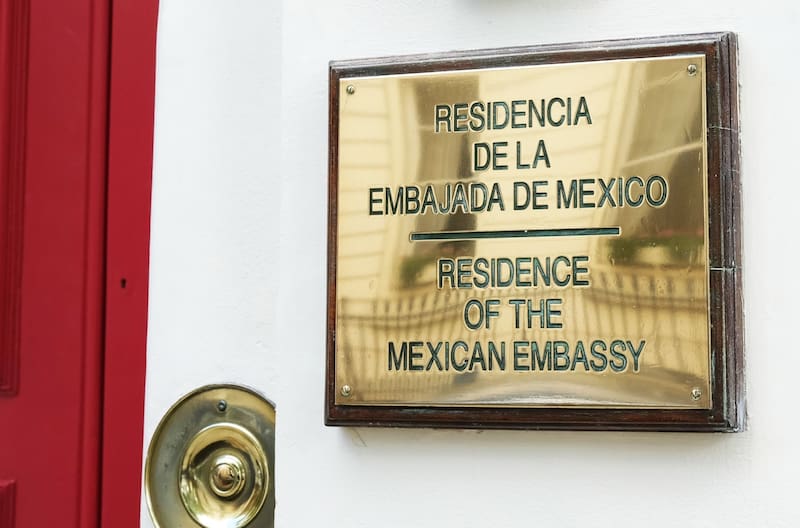 RESIDENCIA
DE LA
EMBAJADA DE MEXICO
RESIDENCE
OF THE
MEXICAN EMBASSY